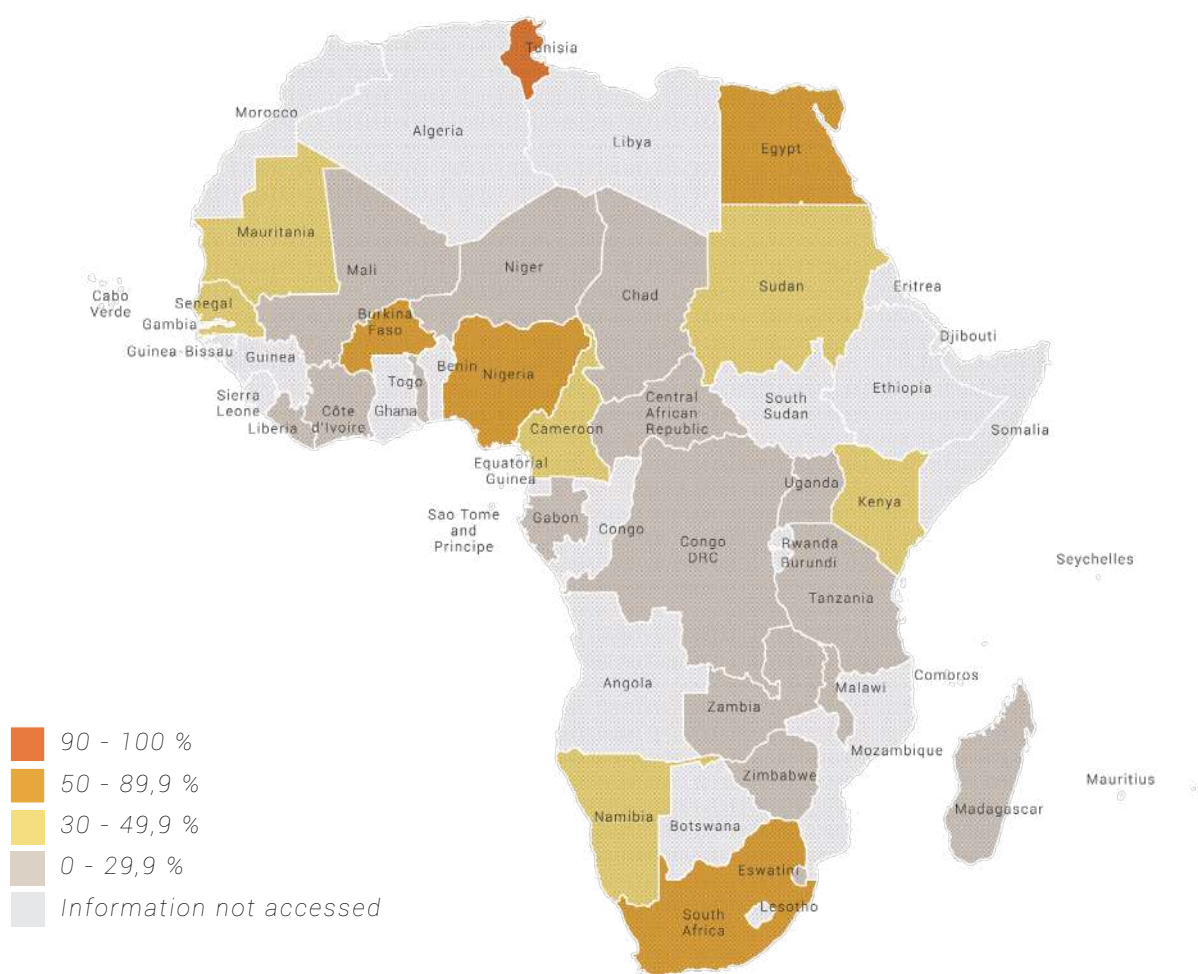 Tunisia
Morocco
Algeria
Libya
Egypt
Mauritania
Mali
Niger
Chad
Sudan
Eritrea
Cabo
Verde
Senegal
Gambia
Guinea-Bissau
Guinea
Burkina
Faso
Djibouti
Sierra
Leone
Liberia
Côte
d'Ivoire
Ghana
Togo
Benin
Nigeria
Cameroon
Central
African
Republic
South
Sudan
Ethiopia
Somalia
Equatorial
Guinea
Sao Tome
and
Principe
Gabon
Congo
Congo
DRC
Uganda
Kenya
Rwanda
Burundi
Tanzania
Seychelles
Angola
Zambia
Malawi
Comoros
Mozambique
Zimbabwe
Madagascar
Mauritius
Namibia
Botswana
Eswatini
Lesotho
South
Africa
90 - 100 %
50 - 89,9 %
30 - 49,9 %
0 - 29,9 %
Information not accessed